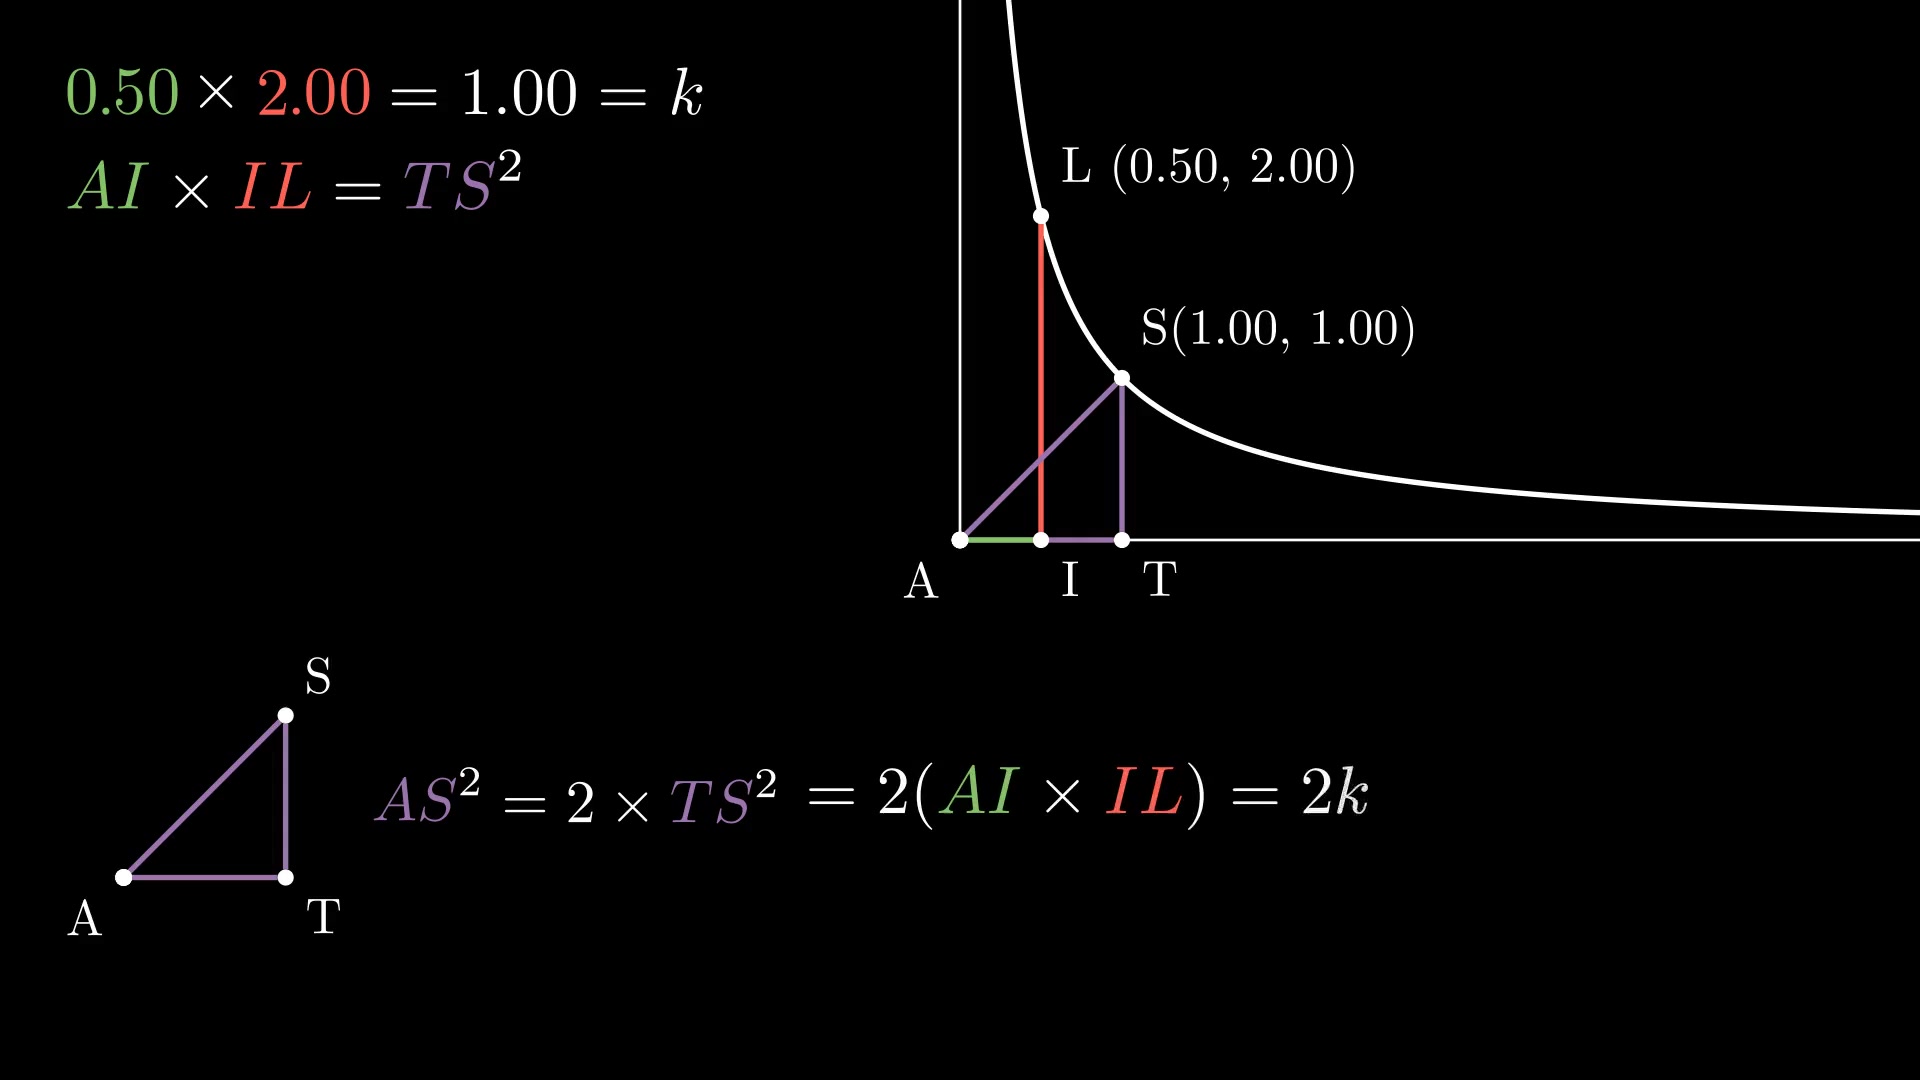 0.50 × 2.00 = 1.00 = k
AI × IL = TS²
L (0.50, 2.00)
S(1.00, 1.00)
A I T
S
AS² = 2 × TS² = 2(AI × IL) = 2k
A T